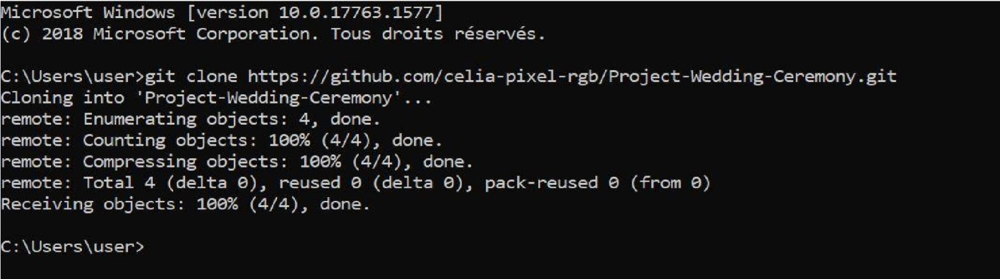 Microsoft Windows [version 10.0.17763.1577]
(c) 2018 Microsoft Corporation. Tous droits réservés.
C:\Users\user>git clone https://github.com/celia-pixel-rgb/Project-Wedding-Ceremony.git
Cloning into 'Project-Wedding-Ceremony'...
remote: Enumerating objects: 4, done.
remote: Counting objects: 100% (4/4), done.
remote: Compressing objects: 100% (4/4), done.
remote: Total 4 (delta 0), reused 0 (delta 0), pack-reused 0 (from 0)
Receiving objects: 100% (4/4), done.
C:\Users\user>